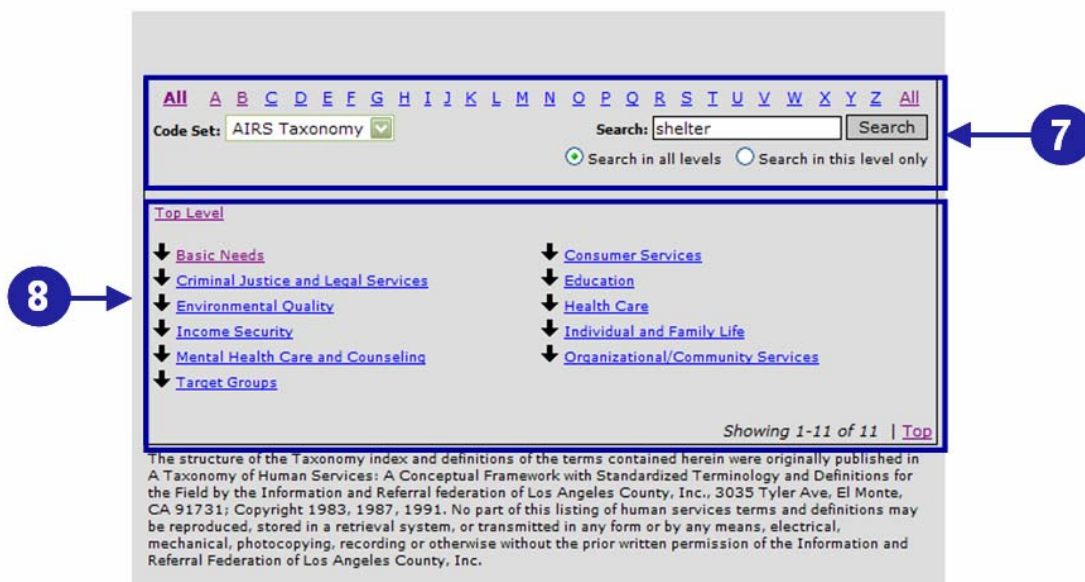 All A B C D E F G H I J K L M N O P Q R S T U V W X Y Z All
Code Set: AIRS Taxonomy Search: shelter Search
Search in all levels Search in this level only
7
Top Level
Basic Needs Consumer Services
Criminal Justice and Legal Services Education
8
Environmental Quality Health Care
Income Security Individual and Family Life
Mental Health Care and Counseling Organizational/Community Services
Target Groups
Showing 1-11 of 11 | Top
The structure of the Taxonomy index and definitions of the terms contained herein were originally published in
A Taxonomy of Human Services: A Conceptual Framework with Standardized Terminology and Definitions for
the Field by the Information and Referral federation of Los Angeles County, Inc., 3035 Tyler Ave, El Monte,
CA 91731; Copyright 1983, 1987, 1991. No part of this listing of human services terms and definitions may
be reproduced, stored in a retrieval system, or transmitted in any form or by any means, electrical,
mechanical, photocopying, recording or otherwise without the prior written permission of the Information and
Referral Federation of Los Angeles County, Inc.